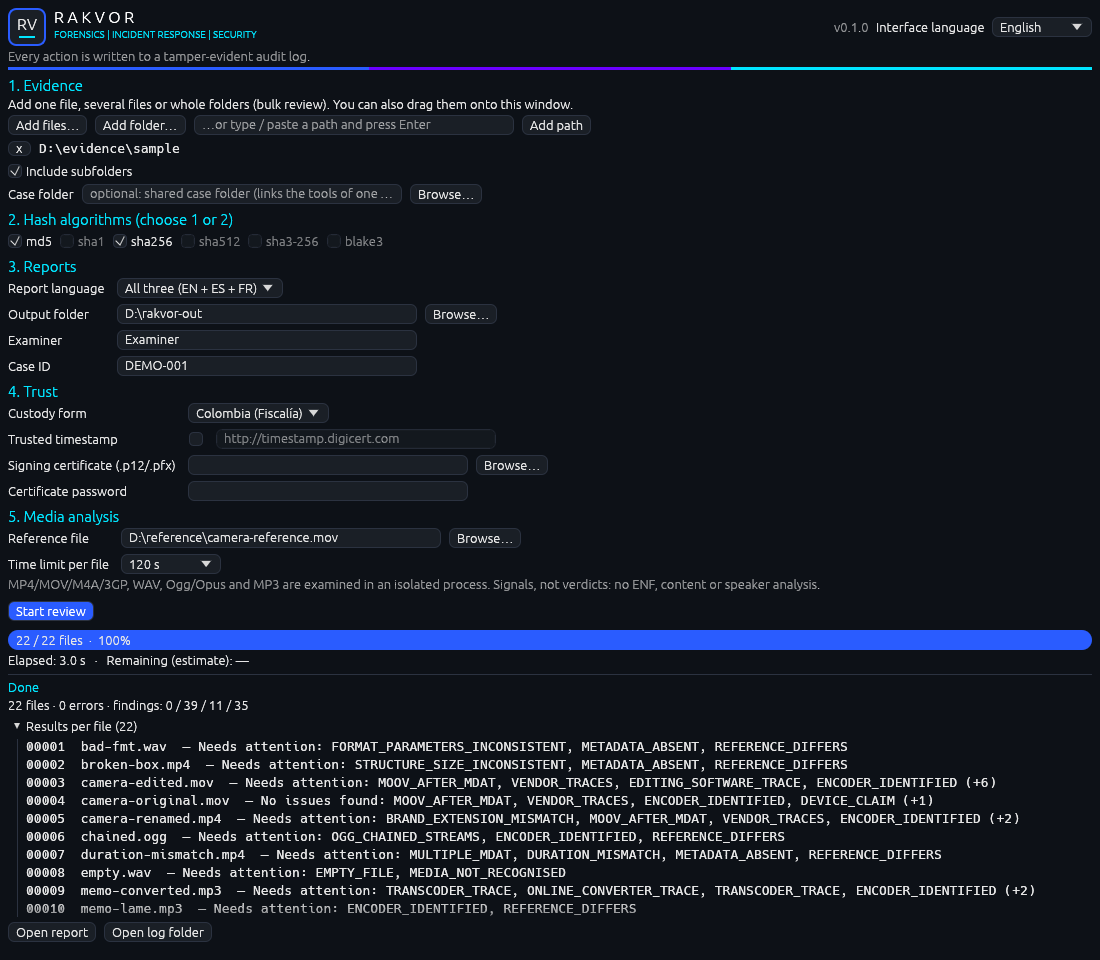 RV RAKVOR
FORENSICS | INCIDENT RESPONSE | SECURITY
v0.1.0 Interface language English
Every action is written to a tamper-evident audit log.
1. Evidence
Add one file, several files or whole folders (bulk review). You can also drag them onto this window.
Add files... Add folder... ...or type / paste a path and press Enter Add path
x D:\evidence\sample
Include subfolders
Case folder optional: shared case folder (links the tools of one ... Browse...
2. Hash algorithms (choose 1 or 2)
md5 sha1 sha256 sha512 sha3-256 blake3
3. Reports
Report language All three (EN + ES + FR)
Output folder D:\rakvor-out Browse...
Examiner Examiner
Case ID DEMO-001
4. Trust
Custody form Colombia (Fiscalía)
Trusted timestamp http://timestamp.digicert.com
Signing certificate (.p12/.pfx) Browse...
Certificate password
5. Media analysis
Reference file D:\reference\camera-reference.mov Browse...
Time limit per file 120 s
MP4/MOV/M4A/3GP, WAV, Ogg/Opus and MP3 are examined in an isolated process. Signals, not verdicts: no ENF, content or speaker analysis.
Start review
22 / 22 files · 100%
Elapsed: 3.0 s · Remaining (estimate): —
Done
22 files · 0 errors · findings: 0 / 39 / 11 / 35
Results per file (22)
00001 bad-fmt.wav — Needs attention: FORMAT_PARAMETERS_INCONSISTENT, METADATA_ABSENT, REFERENCE_DIFFERS
00002 broken-box.mp4 — Needs attention: STRUCTURE_SIZE_INCONSISTENT, METADATA_ABSENT, REFERENCE_DIFFERS
00003 camera-edited.mov — Needs attention: MOOV_AFTER_MDAT, VENDOR_TRACES, EDITING_SOFTWARE_TRACE, ENCODER_IDENTIFIED (+6)
00004 camera-original.mov — No issues found: MOOV_AFTER_MDAT, VENDOR_TRACES, ENCODER_IDENTIFIED, DEVICE_CLAIM (+1)
00005 camera-renamed.mp4 — Needs attention: BRAND_EXTENSION_MISMATCH, MOOV_AFTER_MDAT, VENDOR_TRACES, ENCODER_IDENTIFIED (+2)
00006 chained.ogg — Needs attention: OGG_CHAINED_STREAMS, ENCODER_IDENTIFIED, REFERENCE_DIFFERS
00007 duration-mismatch.mp4 — Needs attention: MULTIPLE_MDAT, DURATION_MISMATCH, METADATA_ABSENT, REFERENCE_DIFFERS
00008 empty.wav — Needs attention: EMPTY_FILE, MEDIA_NOT_RECOGNISED
00009 memo-converted.mp3 — Needs attention: TRANSCODER_TRACE, ONLINE_CONVERTER_TRACE, TRANSCODER_TRACE, ENCODER_IDENTIFIED (+2)
00010 memo-lame.mp3 — Needs attention: ENCODER_IDENTIFIED, REFERENCE_DIFFERS
Open report Open log folder